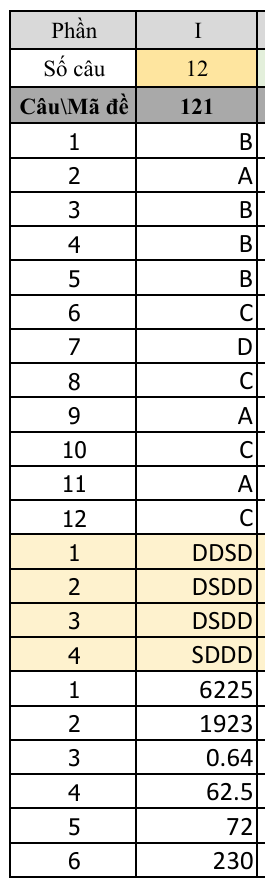 Phần I
Số câu 12
Câu\Mã đề 121
1 B
2 A
3 B
4 B
5 B
6 C
7 D
8 C
9 A
10 C
11 A
12 C
1 DDSD
2 DSDD
3 DSDD
4 SDDD
1 6225
2 1923
3 0.64
4 62.5
5 72
6 230